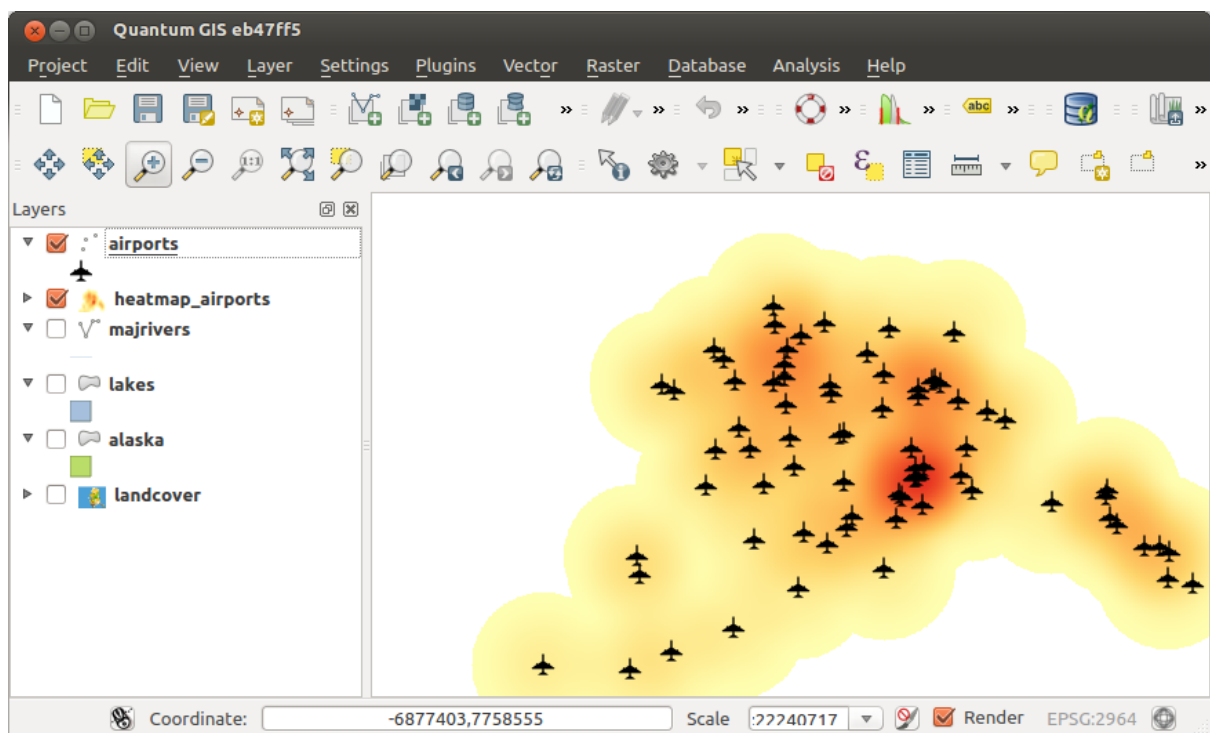 Quantum GIS eb47ff5
Project Edit View Layer Settings Plugins Vector Raster Database Analysis Help
» » » » » abc » »
1:1 ε »
Layers
airports
heatmap_airports
majrivers
lakes
alaska
landcover
Coordinate: -6877403,7758555 Scale :22240717 Render EPSG:2964